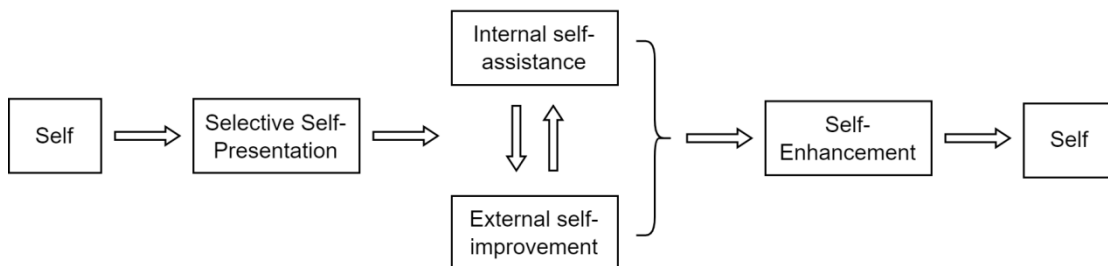 Self
Selective Self-
Presentation
Internal self-
assistance
External self-
improvement
Self-
Enhancement
Self